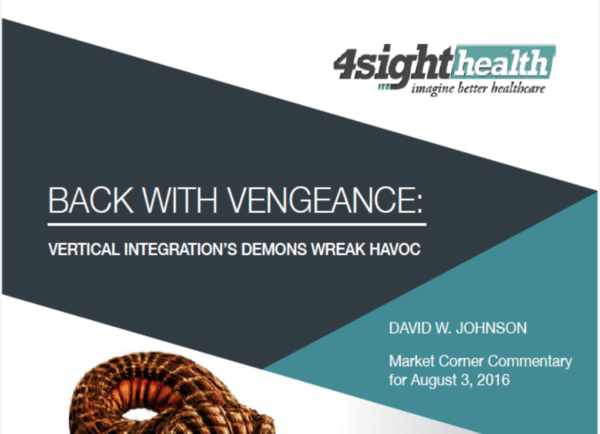 4sighthealth
imagine better healthcare
BACK WITH VENGEANCE:
VERTICAL INTEGRATION'S DEMONS WREAK HAVOC
DAVID W. JOHNSON
Market Corner Commentary
for August 3, 2016